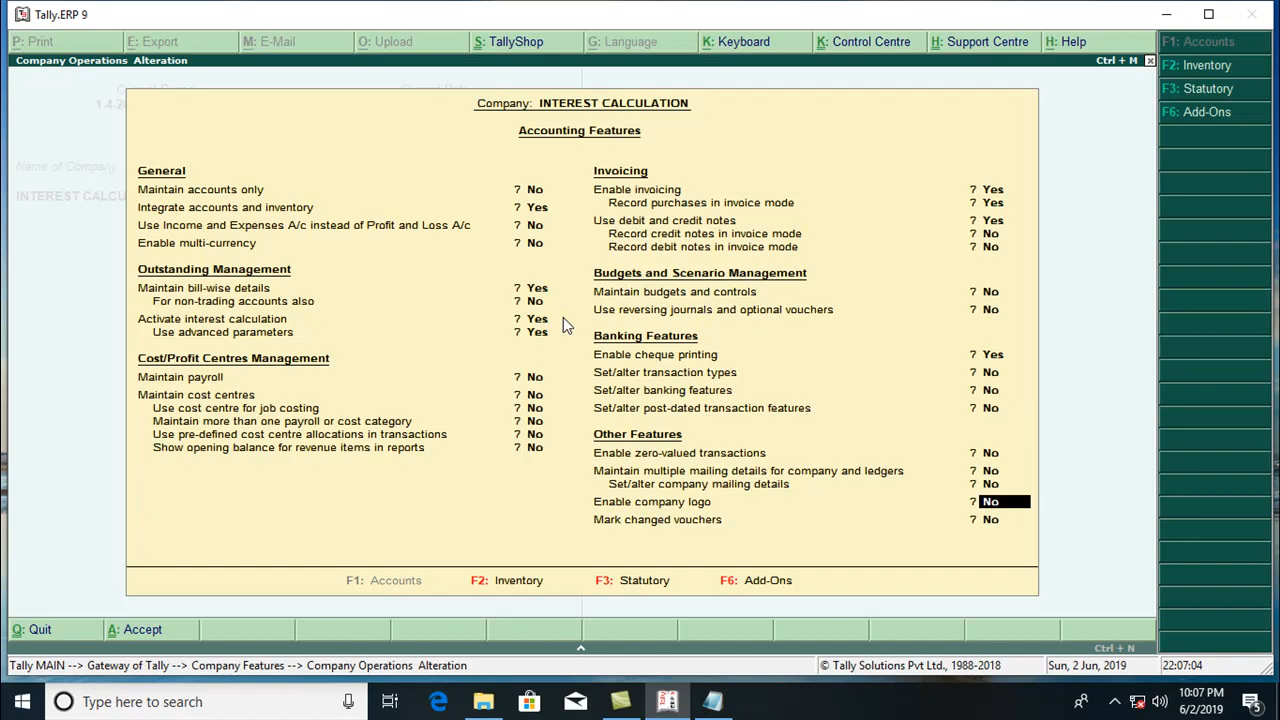 Tally.ERP 9
P: Print E: Export M: E-Mail O: Upload S: TallyShop G: Language K: Keyboard K: Control Centre H: Support Centre H: Help
F1: Accounts
F2: Inventory
F3: Statutory
F6: Add-Ons
Company Operations Alteration Ctrl + M
Name of Company
INTEREST CALCU
Company: INTEREST CALCULATION
Accounting Features
General
Maintain accounts only ? No
Integrate accounts and inventory ? Yes
Use Income and Expenses A/c instead of Profit and Loss A/c ? No
Enable multi-currency ? No
Outstanding Management
Maintain bill-wise details ? Yes
For non-trading accounts also ? No
Activate interest calculation ? Yes
Use advanced parameters ? Yes
Cost/Profit Centres Management
Maintain payroll ? No
Maintain cost centres ? No
Use cost centre for job costing ? No
Maintain more than one payroll or cost category ? No
Use pre-defined cost centre allocations in transactions ? No
Show opening balance for revenue items in reports ? No
Invoicing
Enable invoicing ? Yes
Record purchases in invoice mode ? Yes
Use debit and credit notes ? Yes
Record credit notes in invoice mode ? No
Record debit notes in invoice mode ? No
Budgets and Scenario Management
Maintain budgets and controls ? No
Use reversing journals and optional vouchers ? No
Banking Features
Enable cheque printing ? Yes
Set/alter transaction types ? No
Set/alter banking features ? No
Set/alter post-dated transaction features ? No
Other Features
Enable zero-valued transactions ? No
Maintain multiple mailing details for company and ledgers ? No
Set/alter company mailing details ? No
Enable company logo ? No
Mark changed vouchers ? No
F1: Accounts F2: Inventory F3: Statutory F6: Add-Ons
Q: Quit A: Accept
Ctrl + N
Tally MAIN --> Gateway of Tally --> Company Features --> Company Operations Alteration © Tally Solutions Pvt Ltd., 1988-2018 Sun, 2 Jun, 2019 22:07:04
Type here to search
10:07 PM
6/2/2019
5